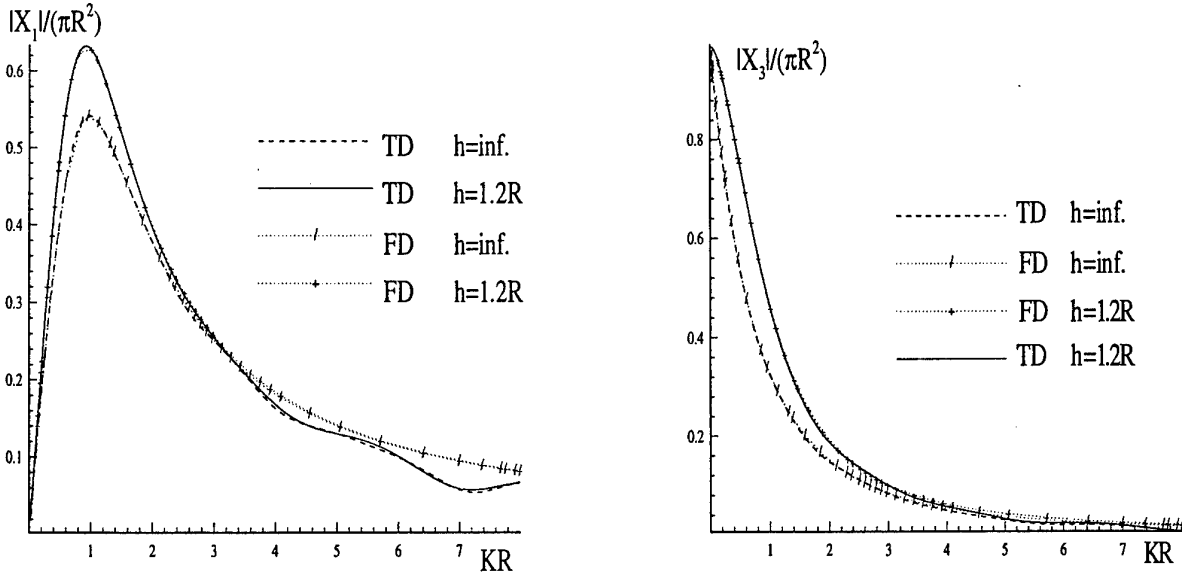 |X₁|/(πR²)
0.6
0.5
0.4
0.3
0.2
0.1
1 2 3 4 5 6 7
KR
TD h=inf.
TD h=1.2R
FD h=inf.
FD h=1.2R
|X₃|/(πR²)
0.8
0.6
0.4
0.2
1 2 3 4 5 6 7
KR
TD h=inf.
FD h=inf.
FD h=1.2R
TD h=1.2R